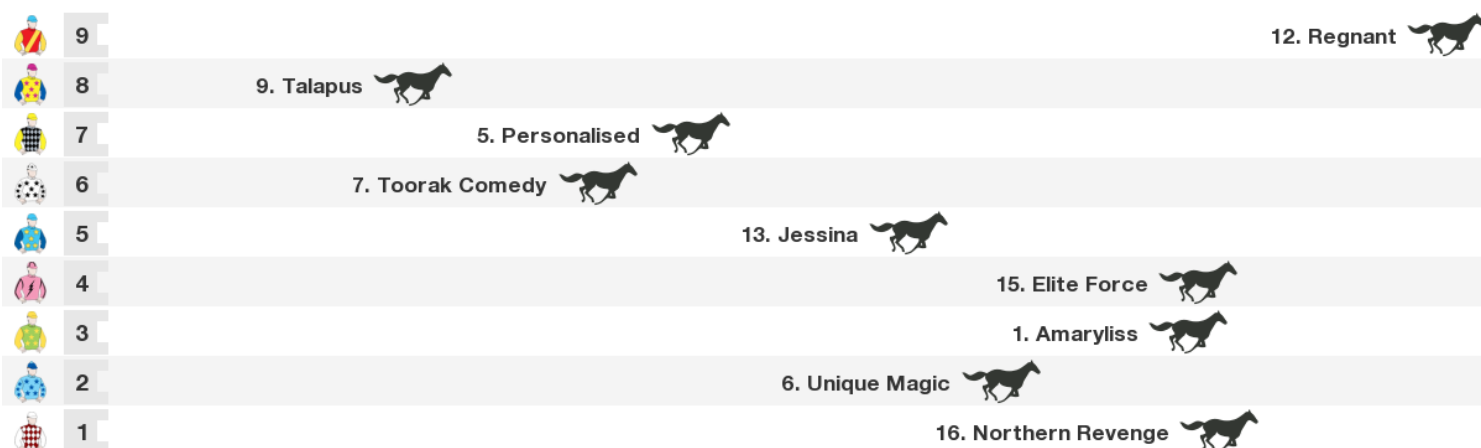 9 12. Regnant
8 9. Talapus
7 5. Personalised
6 7. Toorak Comedy
5 13. Jessina
4 15. Elite Force
3 1. Amaryliss
2 6. Unique Magic
1 16. Northern Revenge